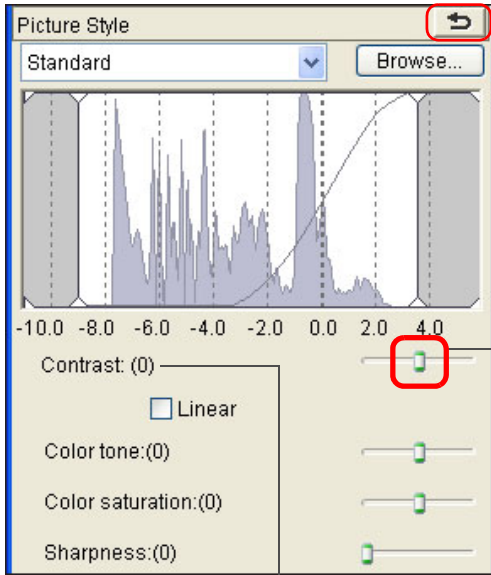 Picture Style
Standard
Browse...
-10.0 -8.0 -6.0 -4.0 -2.0 0.0 2.0 4.0
Contrast: (0)
Linear
Color tone:(0)
Color saturation:(0)
Sharpness:(0)